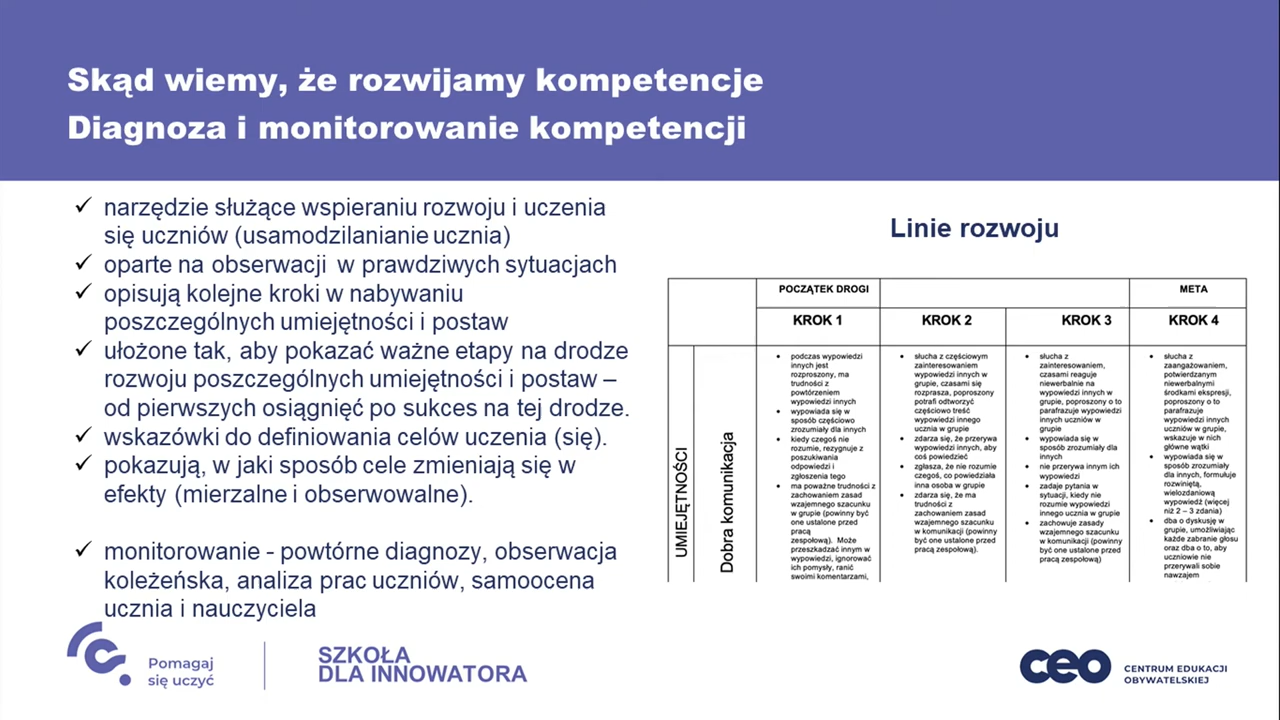 Skąd wiemy, że rozwijamy kompetencje
Diagnoza i monitorowanie kompetencji
✓ narzędzie służące wspieraniu rozwoju i uczenia
się uczniów (usamodzilanianie ucznia)
✓ oparte na obserwacji w prawdziwych sytuacjach
✓ opisują kolejne kroki w nabywaniu
poszczególnych umiejętności i postaw
✓ ułożone tak, aby pokazać ważne etapy na drodze
rozwoju poszczególnych umiejętności i postaw –
od pierwszych osiągnięć po sukces na tej drodze.
✓ wskazówki do definiowania celów uczenia (się).
✓ pokazują, w jaki sposób cele zmieniają się w
efekty (mierzalne i obserwowalne).
✓ monitorowanie - powtórne diagnozy, obserwacja
koleżeńska, analiza prac uczniów, samoocena
ucznia i nauczyciela
Linie rozwoju
POCZĄTEK DROGI
META
KROK 1
KROK 2
KROK 3
KROK 4
UMIEJĘTNOŚCI
Dobra komunikacja
• podczas wypowiedzi
innych jest
rozproszony, ma
trudności z
powtórzeniem
wypowiedzi innych
• wypowiada się w
sposób częściowo
zrozumiały dla innych
• kiedy czegoś nie
rozumie, rezygnuje z
poszukiwania
odpowiedzi i
zgłoszenia tego
• ma poważne trudności z
zachowaniem zasad
wzajemnego szacunku
w grupie (powinny być
one ustalone przed
pracą
zespołową). Może
przeszkadzać innym w
wypowiedzi, ignorować
ich pomysły, ranić
swoimi komentarzami,
• słucha z częściowym
zainteresowaniem
wypowiedzi innych w
grupie, czasami się
rozprasza, poproszony
potrafi odtworzyć
częściowo treść
wypowiedzi innego
ucznia w grupie
• zdarza się, że przerywa
wypowiedzi innych, aby
coś powiedzieć
• zgłasza, że nie rozumie
czegoś, co powiedziała
inna osoba w grupie
• zdarza się, że ma
trudności z
zachowaniem zasad
wzajemnego szacunku
w komunikacji (powinny
być one ustalone przed
pracą zespołową).
• słucha z
zainteresowaniem,
czasami reaguje
niewerbalnie na
wypowiedzi innych w
grupie, poproszony o to
parafrazuje wypowiedzi
innych uczniów w
grupie
• wypowiada się w
sposób zrozumiały dla
innych
• nie przerywa innym ich
wypowiedzi
• zadaje pytania w
sytuacji, kiedy nie
rozumie wypowiedzi
innego ucznia w grupie
• zachowuje zasady
wzajemnego szacunku
w komunikacji (powinny
być one ustalone przed
pracą zespołową)
• słucha z
zaangażowaniem,
potwierdzanym
niewerbalnymi
środkami ekspresji,
poproszony o to
parafrazuje
wypowiedzi innych
uczniów w grupie,
wskazuje w nich
główne wątki
• wypowiada się w
sposób zrozumiały
dla innych, formułuje
rozwiniętą,
wielozdaniową
wypowiedź (więcej
niż 2 – 3 zdania)
• dba o dyskusję w
grupie, umożliwiając
każde zabranie głosu
oraz dba o to, aby
uczniowie nie
przerywali sobie
nawzajem
Pomagaj
się uczyć
SZKOŁA
DLA INNOWATORA
ceo
CENTRUM EDUKACJI
OBYWATELSKIEJ